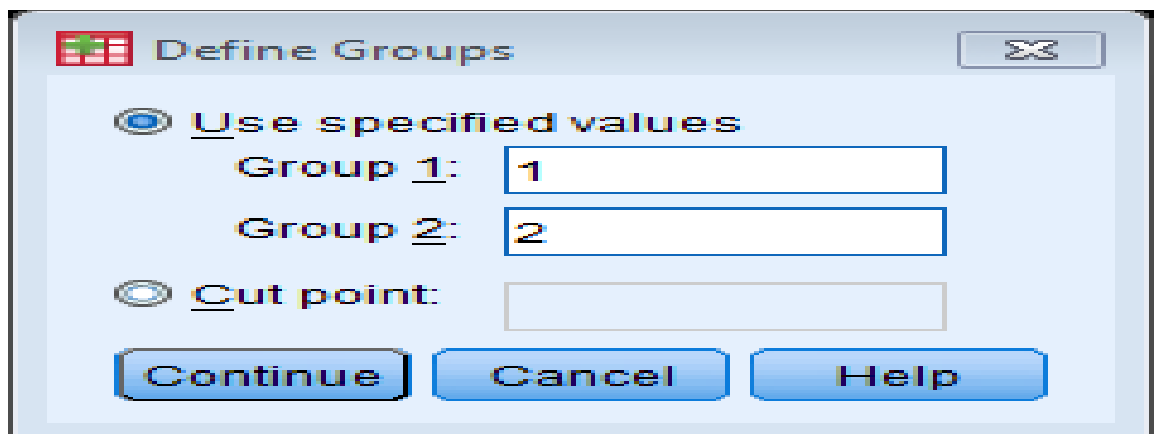 Define Groups
Use specified values
Group 1: 1
Group 2: 2
Cut point:
Continue Cancel Help